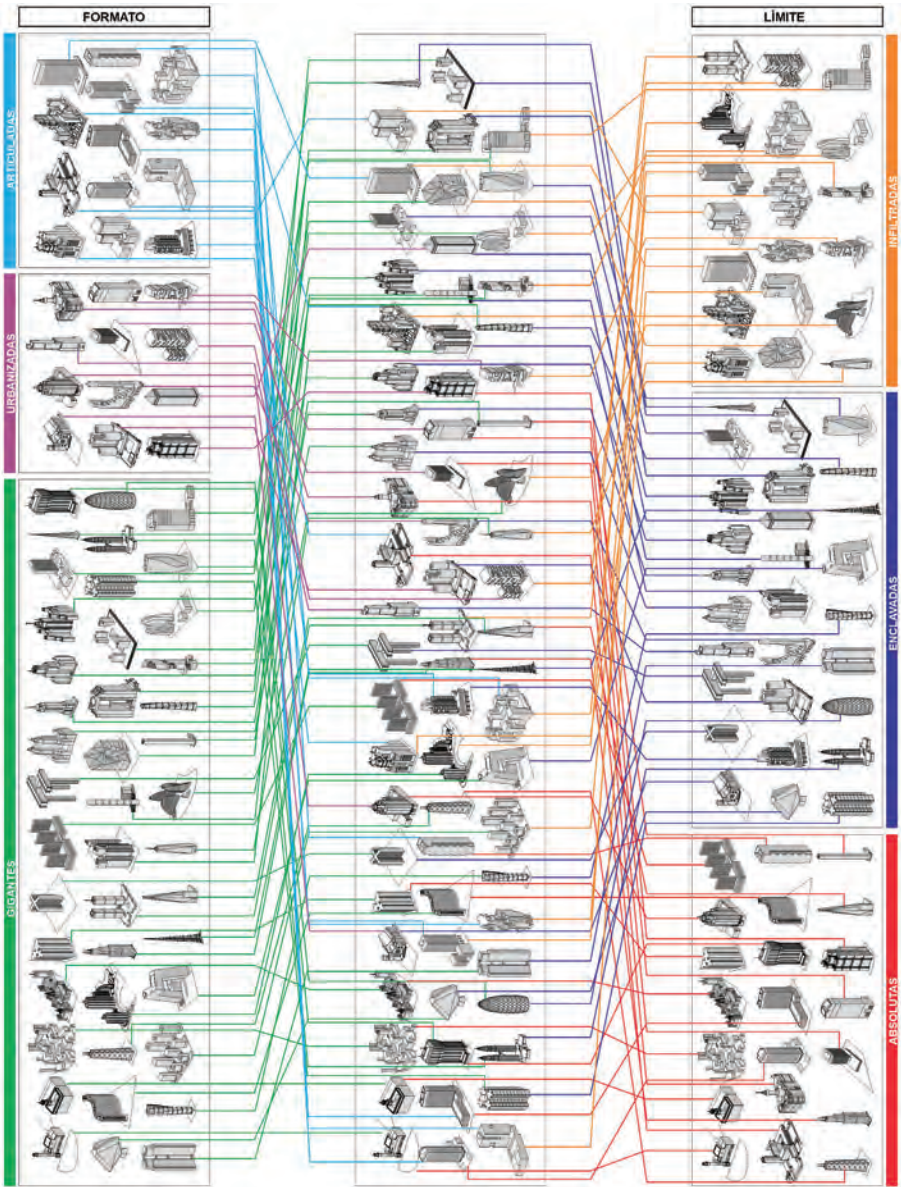 FORMATO
LÍMITE
ARTICULADAS
URBANIZADAS
GIGANTES
INFILTRADAS
ENCLAVADAS
ABSOLUTAS